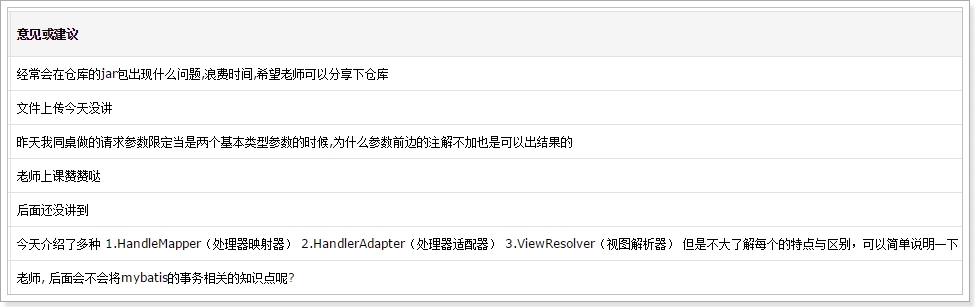 意见或建议
经常会在仓库的jar包出现什么问题,浪费时间,希望老师可以分享下仓库
文件上传今天没讲
昨天我同桌做的请求参数限定当是两个基本类型参数的时候,为什么参数前边的注解不加也是可以出结果的
老师上课赞赞哒
后面还没讲到
今天介绍了多种 1.HandleMapper（处理器映射器） 2.HandlerAdapter（处理器适配器） 3.ViewResolver（视图解析器） 但是不大了解每个的特点与区别，可以简单说明一下
老师, 后面会不会将mybatis的事务相关的知识点呢?